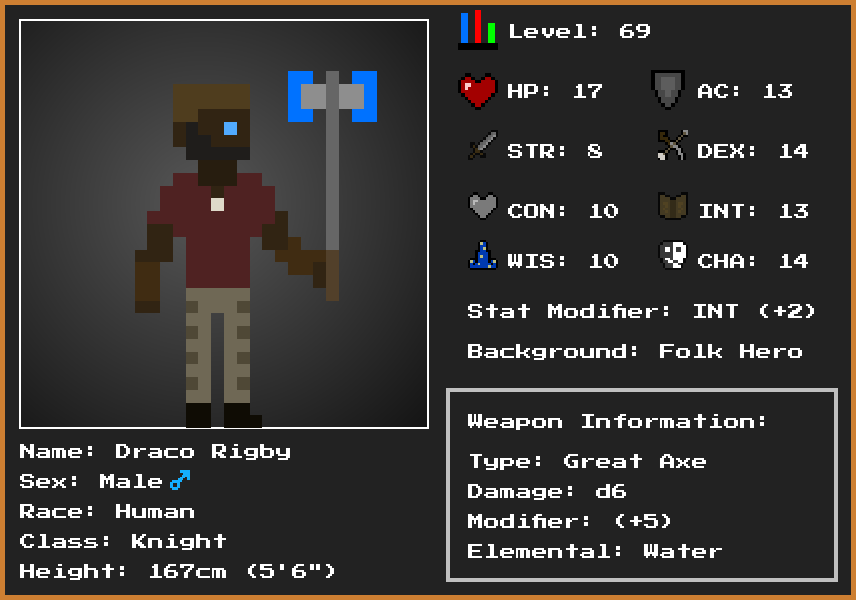 Level: 69
HP: 17
AC: 13
STR: 8
DEX: 14
CON: 10
INT: 13
WIS: 10
CHA: 14
Stat Modifier: INT (+2)
Background: Folk Hero
Weapon Information:
Type: Great Axe
Damage: d6
Modifier: (+5)
Elemental: Water
Name: Draco Rigby
Sex: Male ♂
Race: Human
Class: Knight
Height: 167cm (5'6")